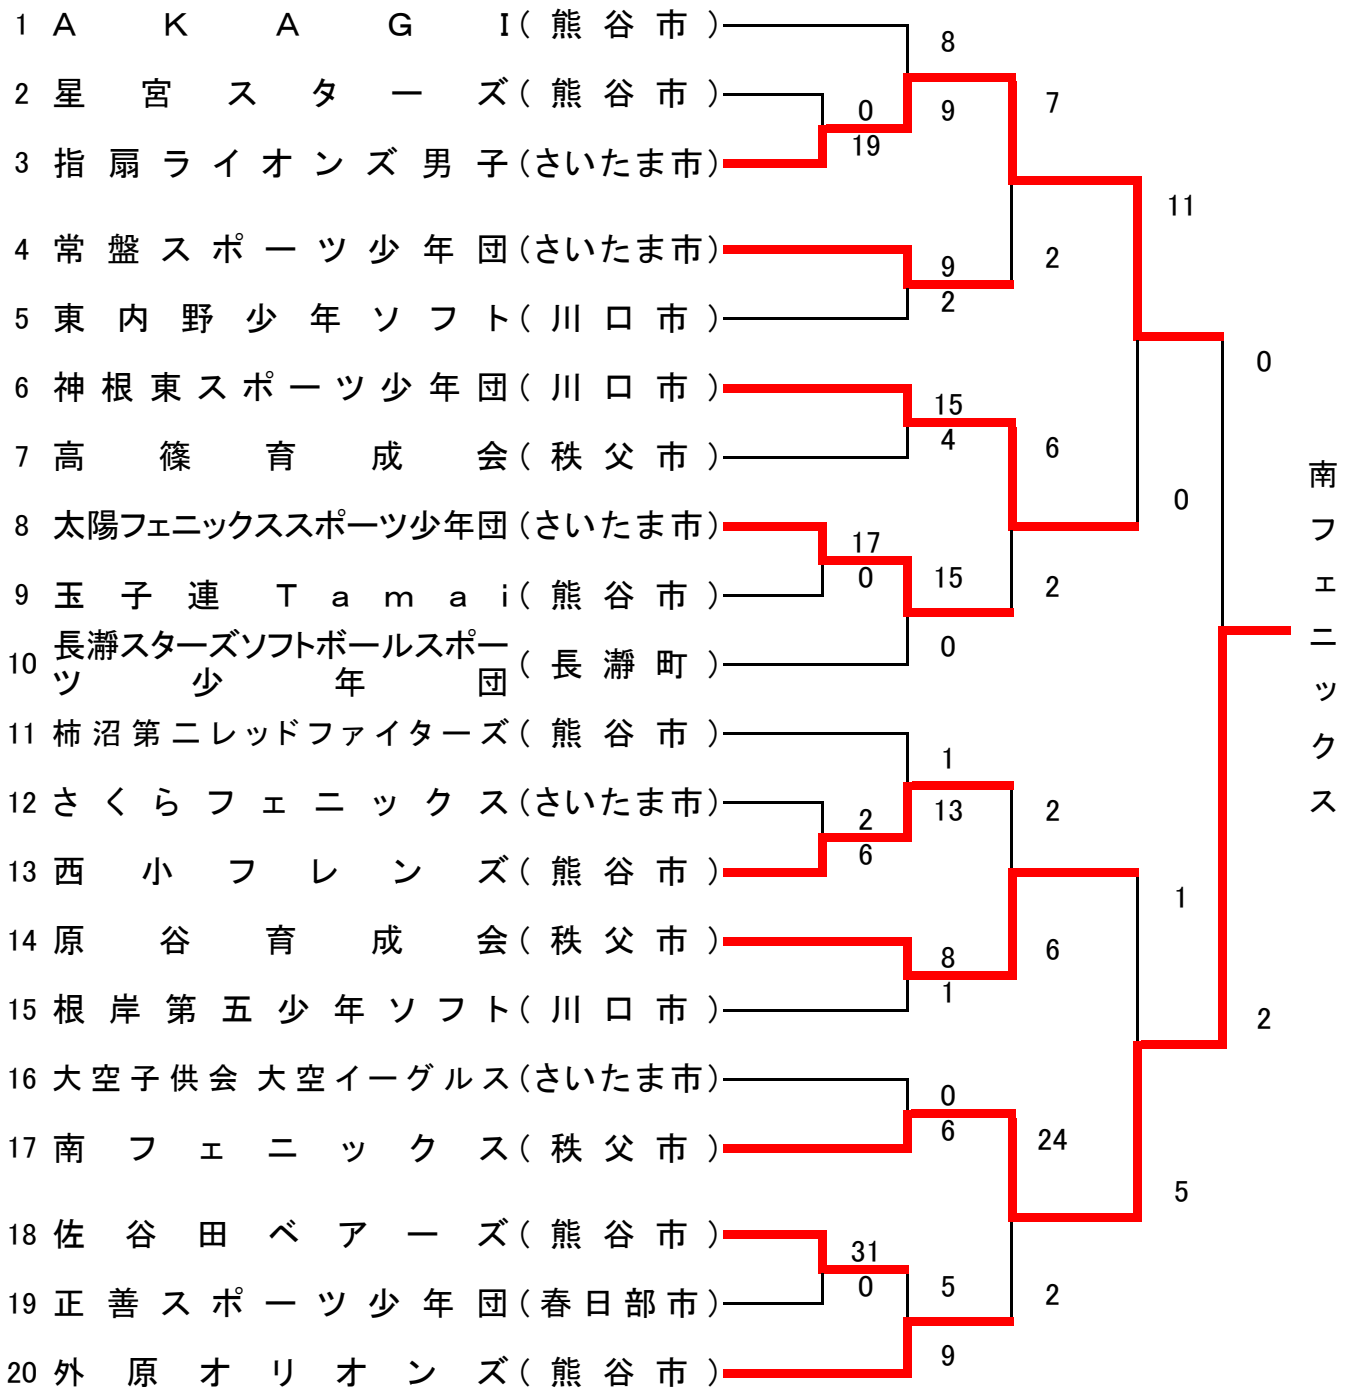 1 AKAGI(熊谷市)
8
2 星宮スターズ(熊谷市)
0
9
7
3 指扇ライオンズ男子(さいたま市)
19
11
4 常盤スポーツ少年団(さいたま市)
9
2
5 東内野少年ソフト(川口市)
2
0
6 神根東スポーツ少年団(川口市)
15
7 高篠育成会(秩父市)
4
6
0
8 太陽フェニックススポーツ少年団(さいたま市)
17
9 玉子連Tamai(熊谷市)
0
15
2
10 長瀞スターズソフトボールスポー
ツ少年団(長瀞町)
0
11 柿沼第二レッドファイターズ(熊谷市)
1
12 さくらフェニックス(さいたま市)
2
13
2
13 西小フレンズ(熊谷市)
6
1
14 原谷育成会(秩父市)
8
6
15 根岸第五少年ソフト(川口市)
1
2
16 大空子供会 大空イーグルス(さいたま市)
0
17 南フェニックス(秩父市)
6
24
5
18 佐谷田ベアーズ(熊谷市)
31
19 正善スポーツ少年団(春日部市)
0
5
2
20 外原オリオンズ(熊谷市)
9
南フェニックス